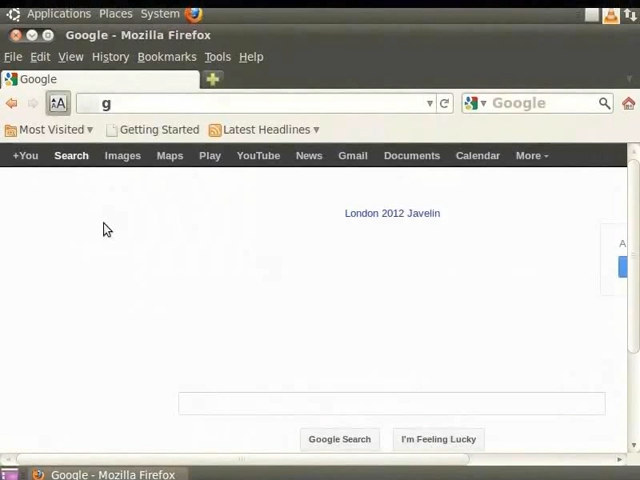 Applications Places System
Google - Mozilla Firefox
File Edit View History Bookmarks Tools Help
Google
g
Google
Most Visited Getting Started Latest Headlines
+You Search Images Maps Play YouTube News Gmail Documents Calendar More
London 2012 Javelin
A
Google Search I'm Feeling Lucky
Google - Mozilla Firefox